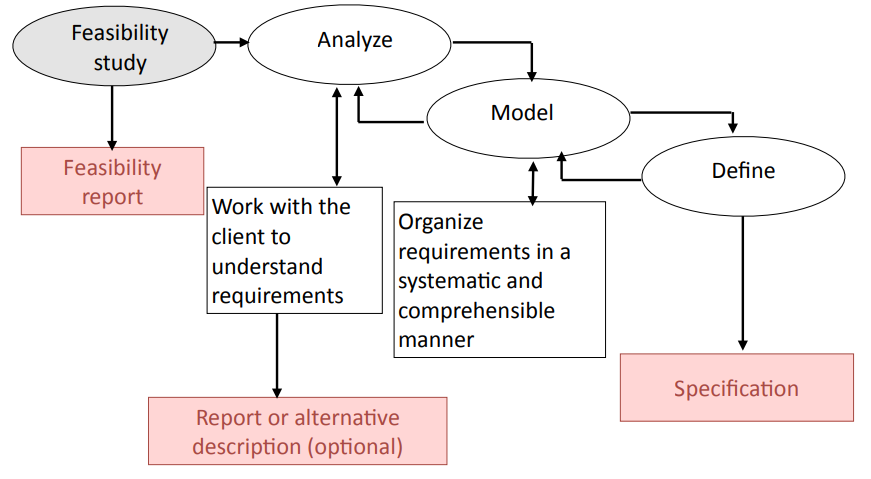 Feasibility
study
Analyze
Model
Define
Feasibility
report
Work with the
client to
understand
requirements
Organize
requirements in a
systematic and
comprehensible
manner
Specification
Report or alternative
description (optional)